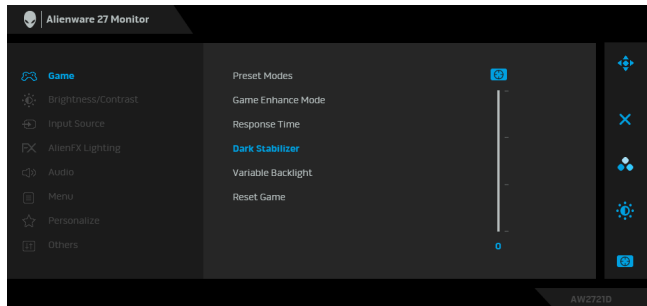 Alienware 27 Monitor
Game
Brightness/Contrast
Input Source
AlienFX Lighting
Audio
Menu
Personalize
Others
Preset Modes
Game Enhance Mode
Response Time
Dark Stabilizer
Variable Backlight
Reset Game
0
AW2721D